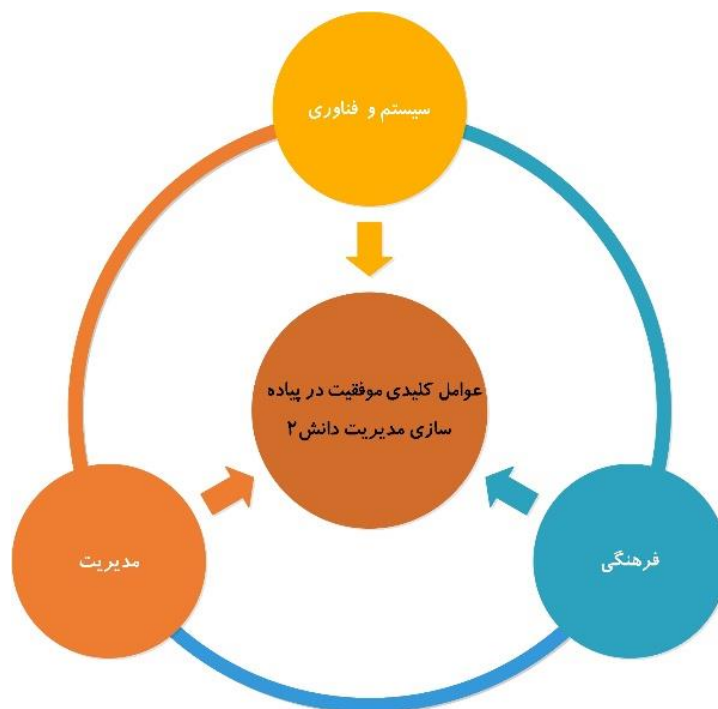 سیستم و فناوری
عوامل کلیدی موفقیت در پیاده
سازی مدیریت دانش۲
فرهنگی
مدیریت